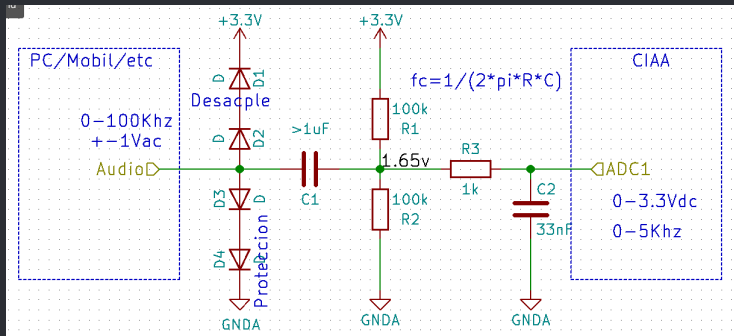 +3.3V
+3.3V
PC/Mobil/etc
CIAA
D
D1
fc=1/(2*pi*R*C)
Desacple
100k
R1
0-100Khz
+-1Vac
D
D2
>1uF
1.65v
R3
Audio
ADC1
1k
C1
D3
D
100k
R2
C2
33nF
0-3.3Vdc
0-5Khz
D4
Proteccion
GNDA
GNDA
GNDA